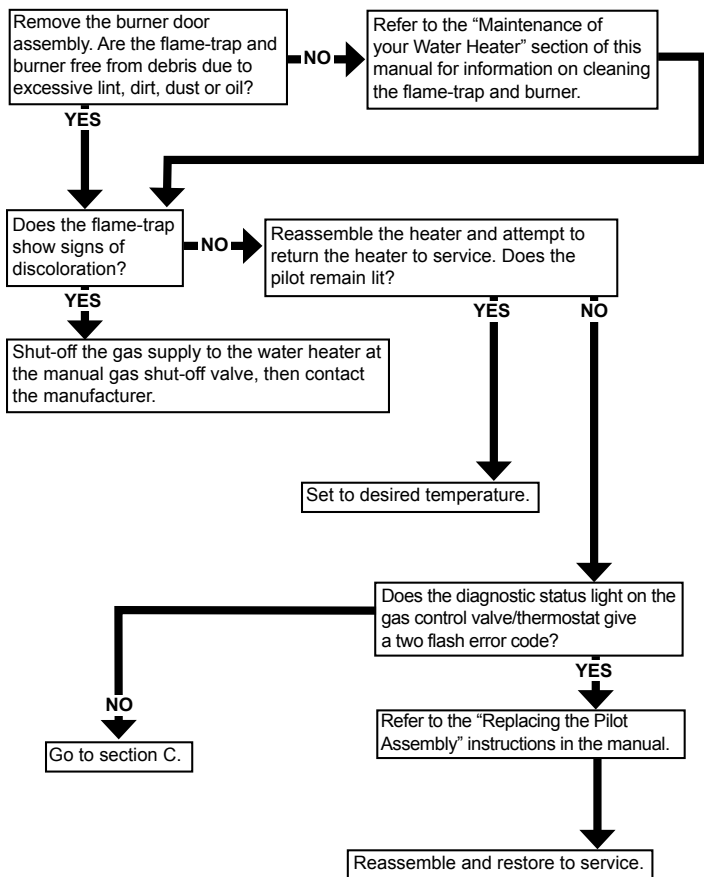 Remove the burner door
assembly. Are the flame-trap and
burner free from debris due to
excessive lint, dirt, dust or oil?
NO
Refer to the “Maintenance of
your Water Heater” section of this
manual for information on cleaning
the flame-trap and burner.
YES
Does the flame-trap
show signs of
discoloration?
NO
Reassemble the heater and attempt to
return the heater to service. Does the
pilot remain lit?
YES
Shut-off the gas supply to the water heater at
the manual gas shut-off valve, then contact
the manufacturer.
YES
NO
Set to desired temperature.
Does the diagnostic status light on the
gas control valve/thermostat give
a two flash error code?
NO
YES
Go to section C.
Refer to the “Replacing the Pilot
Assembly” instructions in the manual.
Reassemble and restore to service.